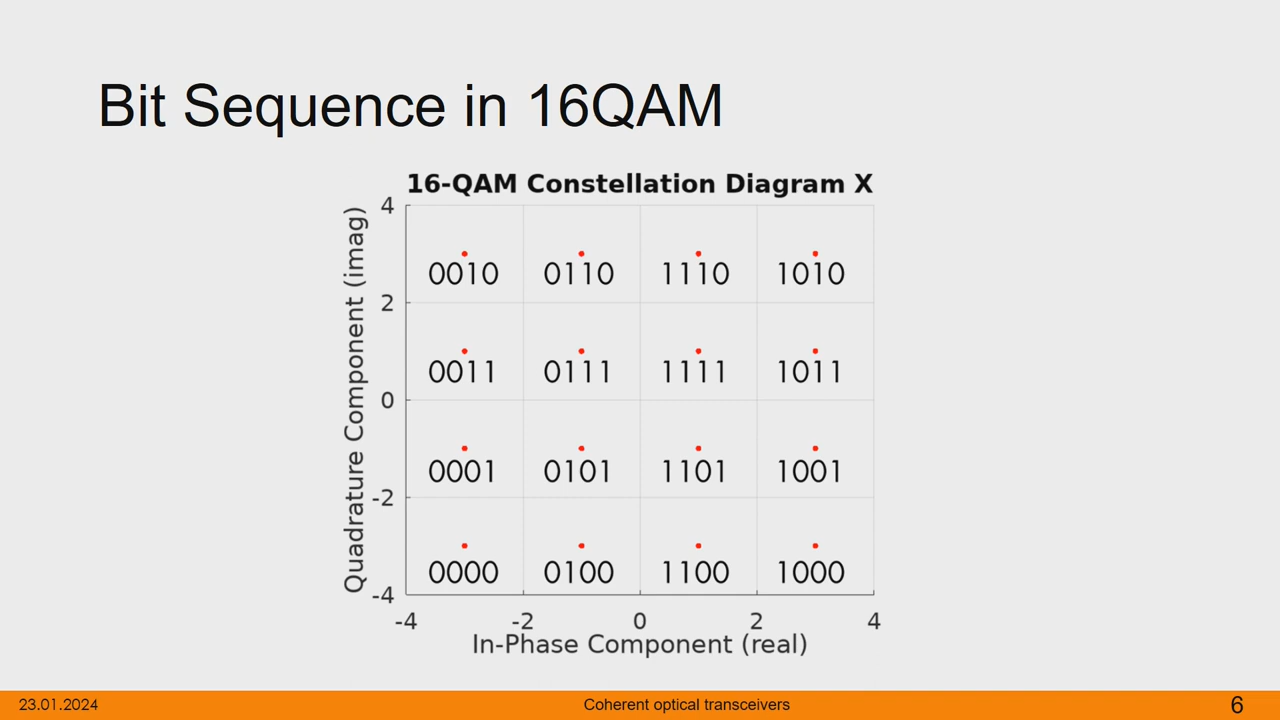 Bit Sequence in 16QAM
16-QAM Constellation Diagram X
Quadrature Component (imag)
4
0010 0110 1110 1010
2
0011 0111 1111 1011
0
0001 0101 1101 1001
-2
0000 0100 1100 1000
-4
-4 -2 0 2 4
In-Phase Component (real)
23.01.2024 Coherent optical transceivers 6